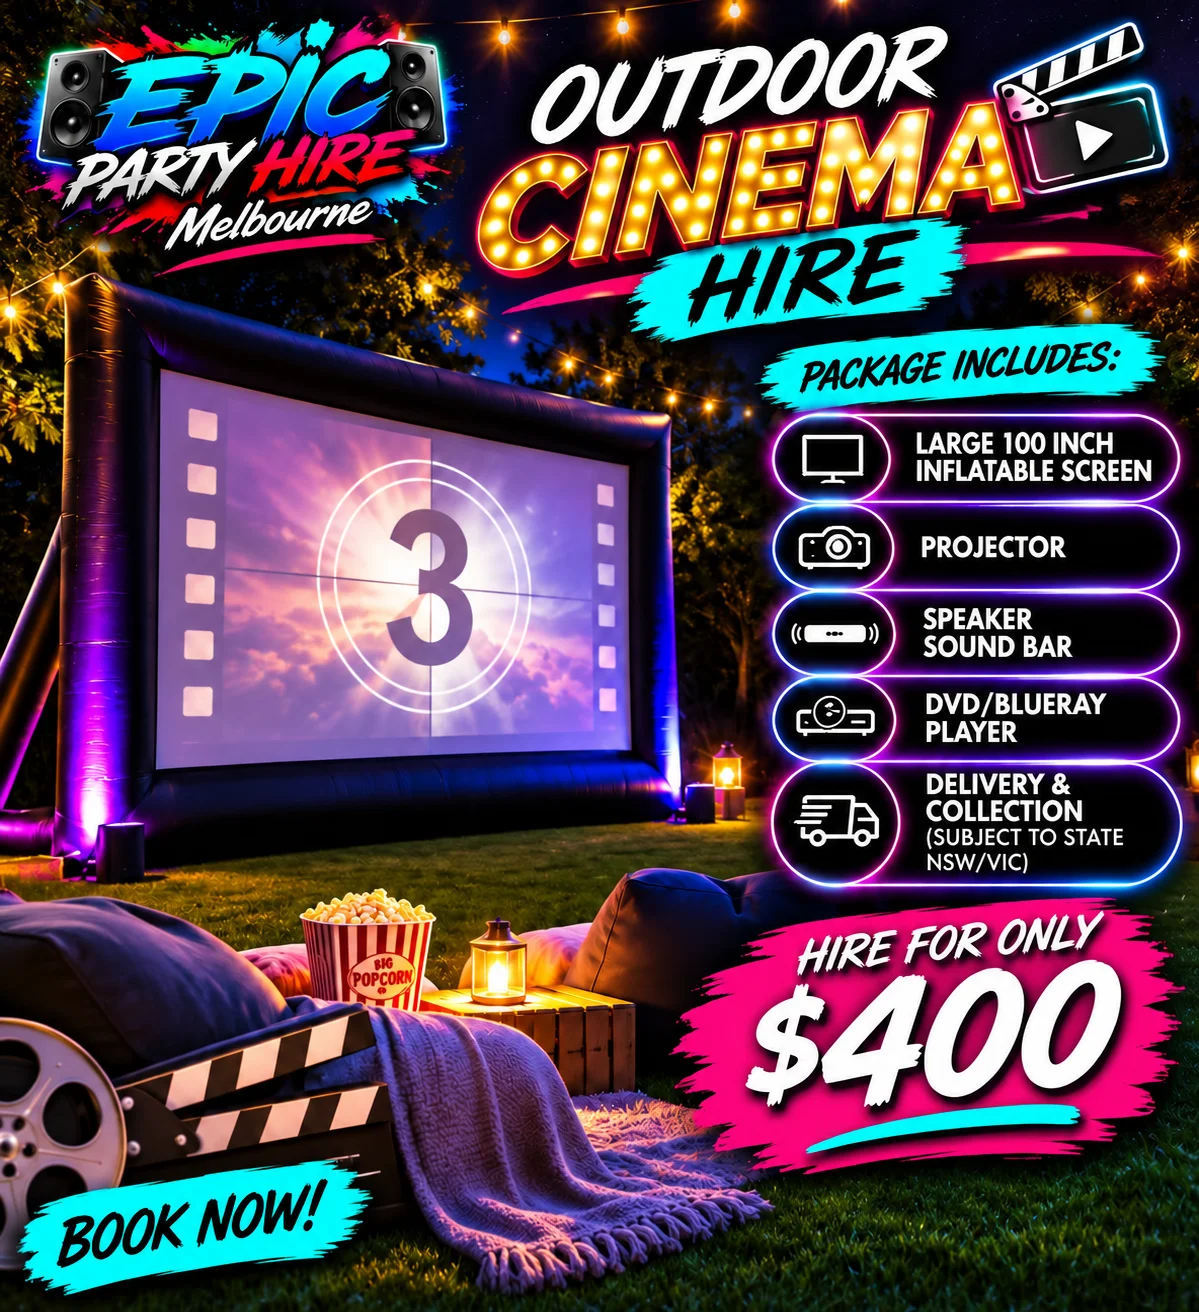 EPIC
PARTY HIRE
Melbourne
OUTDOOR
CINEMA
HIRE
PACKAGE INCLUDES:
LARGE 100 INCH
INFLATABLE SCREEN
PROJECTOR
SPEAKER
SOUND BAR
DVD/BLUERAY
PLAYER
DELIVERY &
COLLECTION
(SUBJECT TO STATE
NSW/VIC)
3
BIG
POPCORN
HIRE FOR ONLY
$400
BOOK NOW!